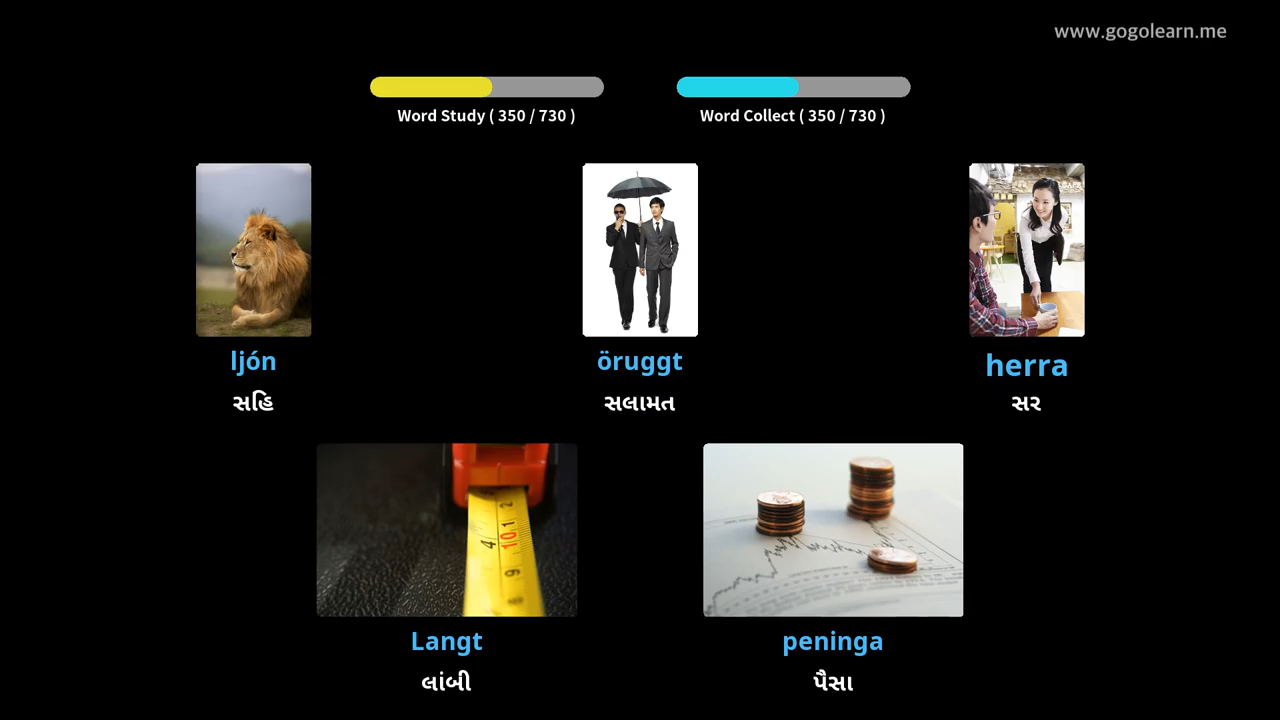 www.gogolearn.me
Word Study ( 350 / 730 )
Word Collect ( 350 / 730 )
ljón
öruggt
herra
સહિ
સલામત
સર
Langt
peninga
લાંબી
પૈસા